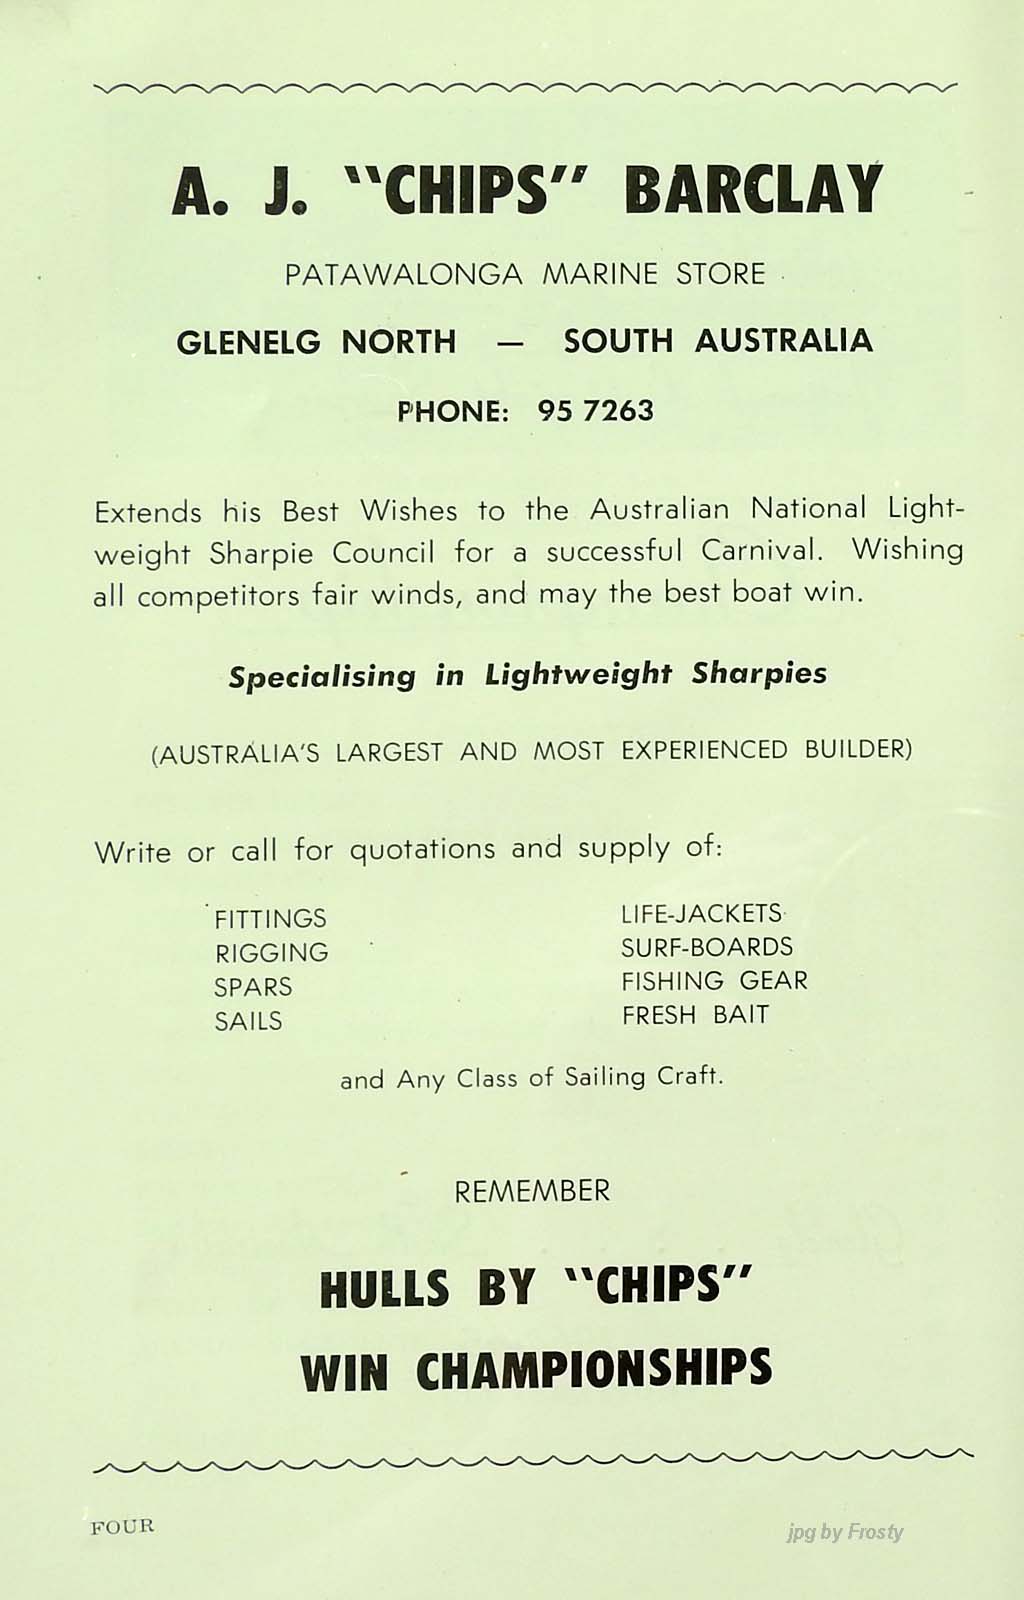 A. J. "CHIPS" BARCLAY
PATAWALONGA MARINE STORE
GLENELG NORTH — SOUTH AUSTRALIA
PHONE: 95 7263
Extends his Best Wishes to the Australian National Light-
weight Sharpie Council for a successful Carnival. Wishing
all competitors fair winds, and may the best boat win.
Specialising in Lightweight Sharpies
(AUSTRALIA'S LARGEST AND MOST EXPERIENCED BUILDER)
Write or call for quotations and supply of:
FITTINGS
RIGGING
SPARS
SAILS
LIFE-JACKETS
SURF-BOARDS
FISHING GEAR
FRESH BAIT
and Any Class of Sailing Craft.
REMEMBER
HULLS BY "CHIPS"
WIN CHAMPIONSHIPS
FOUR
jpg by Frosty